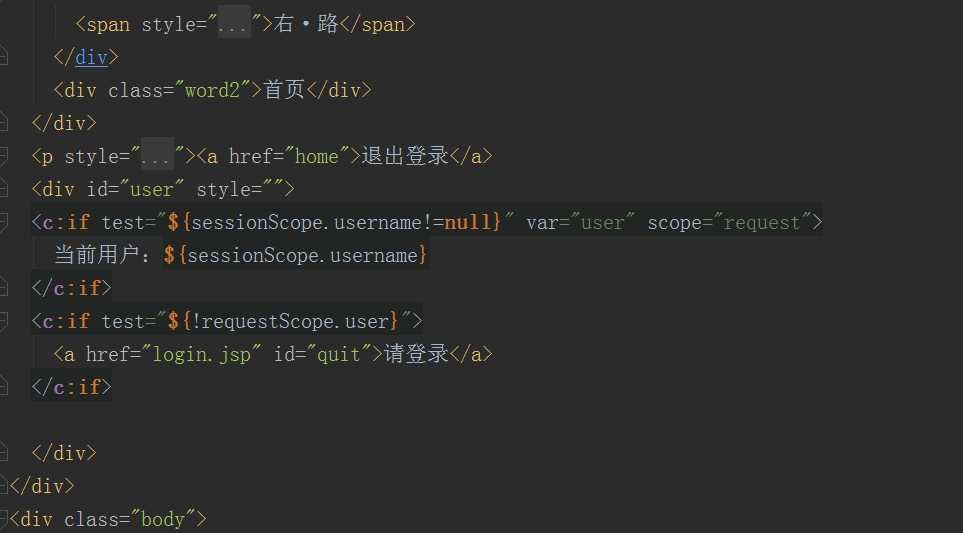 <span style="...">右·路</span>
</div>
<div class="word2">首页</div>
</div>
<p style="..."><a href="home">退出登录</a>
<div id="user" style="">
<c:if test="${sessionScope.username!=null}" var="user" scope="request">
当前用户：${sessionScope.username}
</c:if>
<c:if test="${!requestScope.user}">
<a href="login.jsp" id="quit">请登录</a>
</c:if>
</div>
</div>
<div class="body">